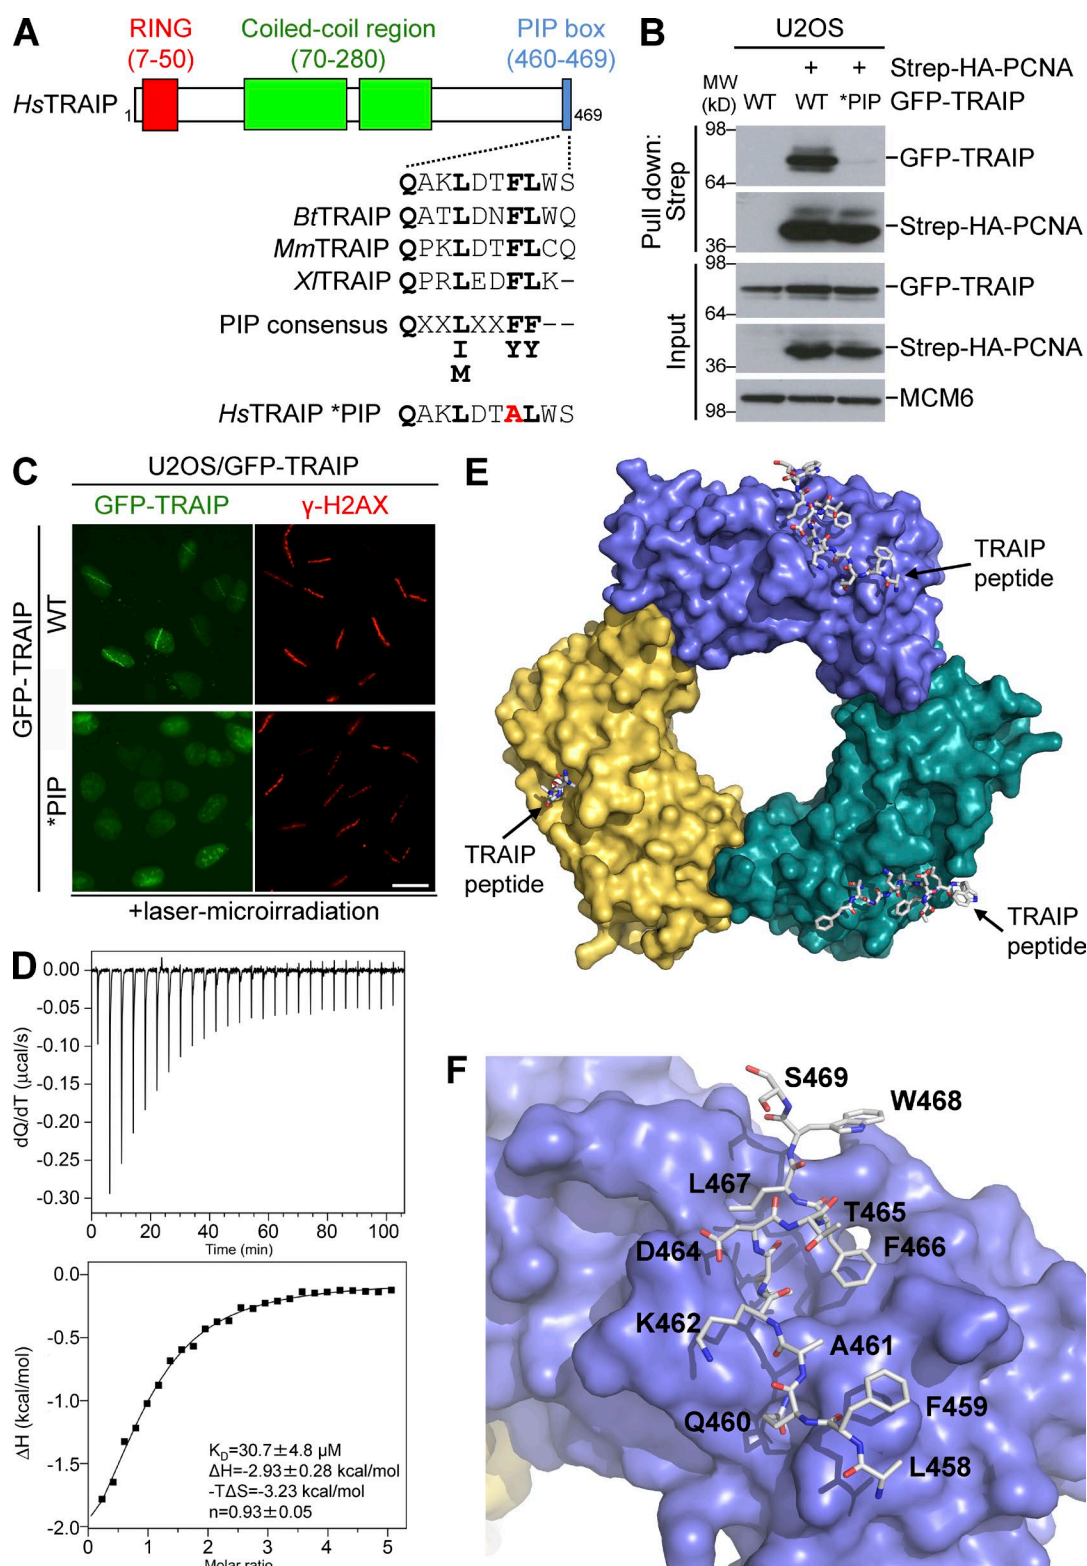 A
RING
(7-50)
Coiled-coil region
(70-280)
PIP box
(460-469)
HsTRAIP
1
469
QAKLDTFLWS
BtTRAIP QATLDNFLWQ
MmTRAIP QPKLDTFLCQ
XlTRAIP QPRLEDFLK-
PIP consensus QXXLXXFF--
I YY
M
HsTRAIP *PIP QAKLDTALWS
B
U2OS
+ + Strep-HA-PCNA
MW
(kD)
WT WT *PIP GFP-TRAIP
Pull down:
Strep
98
GFP-TRAIP
64
Strep-HA-PCNA
36
Input
98
GFP-TRAIP
64
Strep-HA-PCNA
36
MCM6
98
C
U2OS/GFP-TRAIP
GFP-TRAIP γ-H2AX
GFP-TRAIP
WT
*PIP
+laser-microirradiation
D
dQ/dT (µcal/s)
0.00
-0.05
-0.10
-0.15
-0.20
-0.25
-0.30
0 20 40 60 80 100
Time (min)
ΔH (kcal/mol)
0.0
-0.5
-1.0
-1.5
-2.0
KD=30.7±4.8 µM
ΔH=-2.93±0.28 kcal/mol
-TΔS=-3.23 kcal/mol
n=0.93±0.05
0 1 2 3 4 5
Molar ratio
E
TRAIP
peptide
TRAIP
peptide
TRAIP
peptide
F
S469
W468
L467
T465
D464
F466
K462
A461
F459
Q460
L458